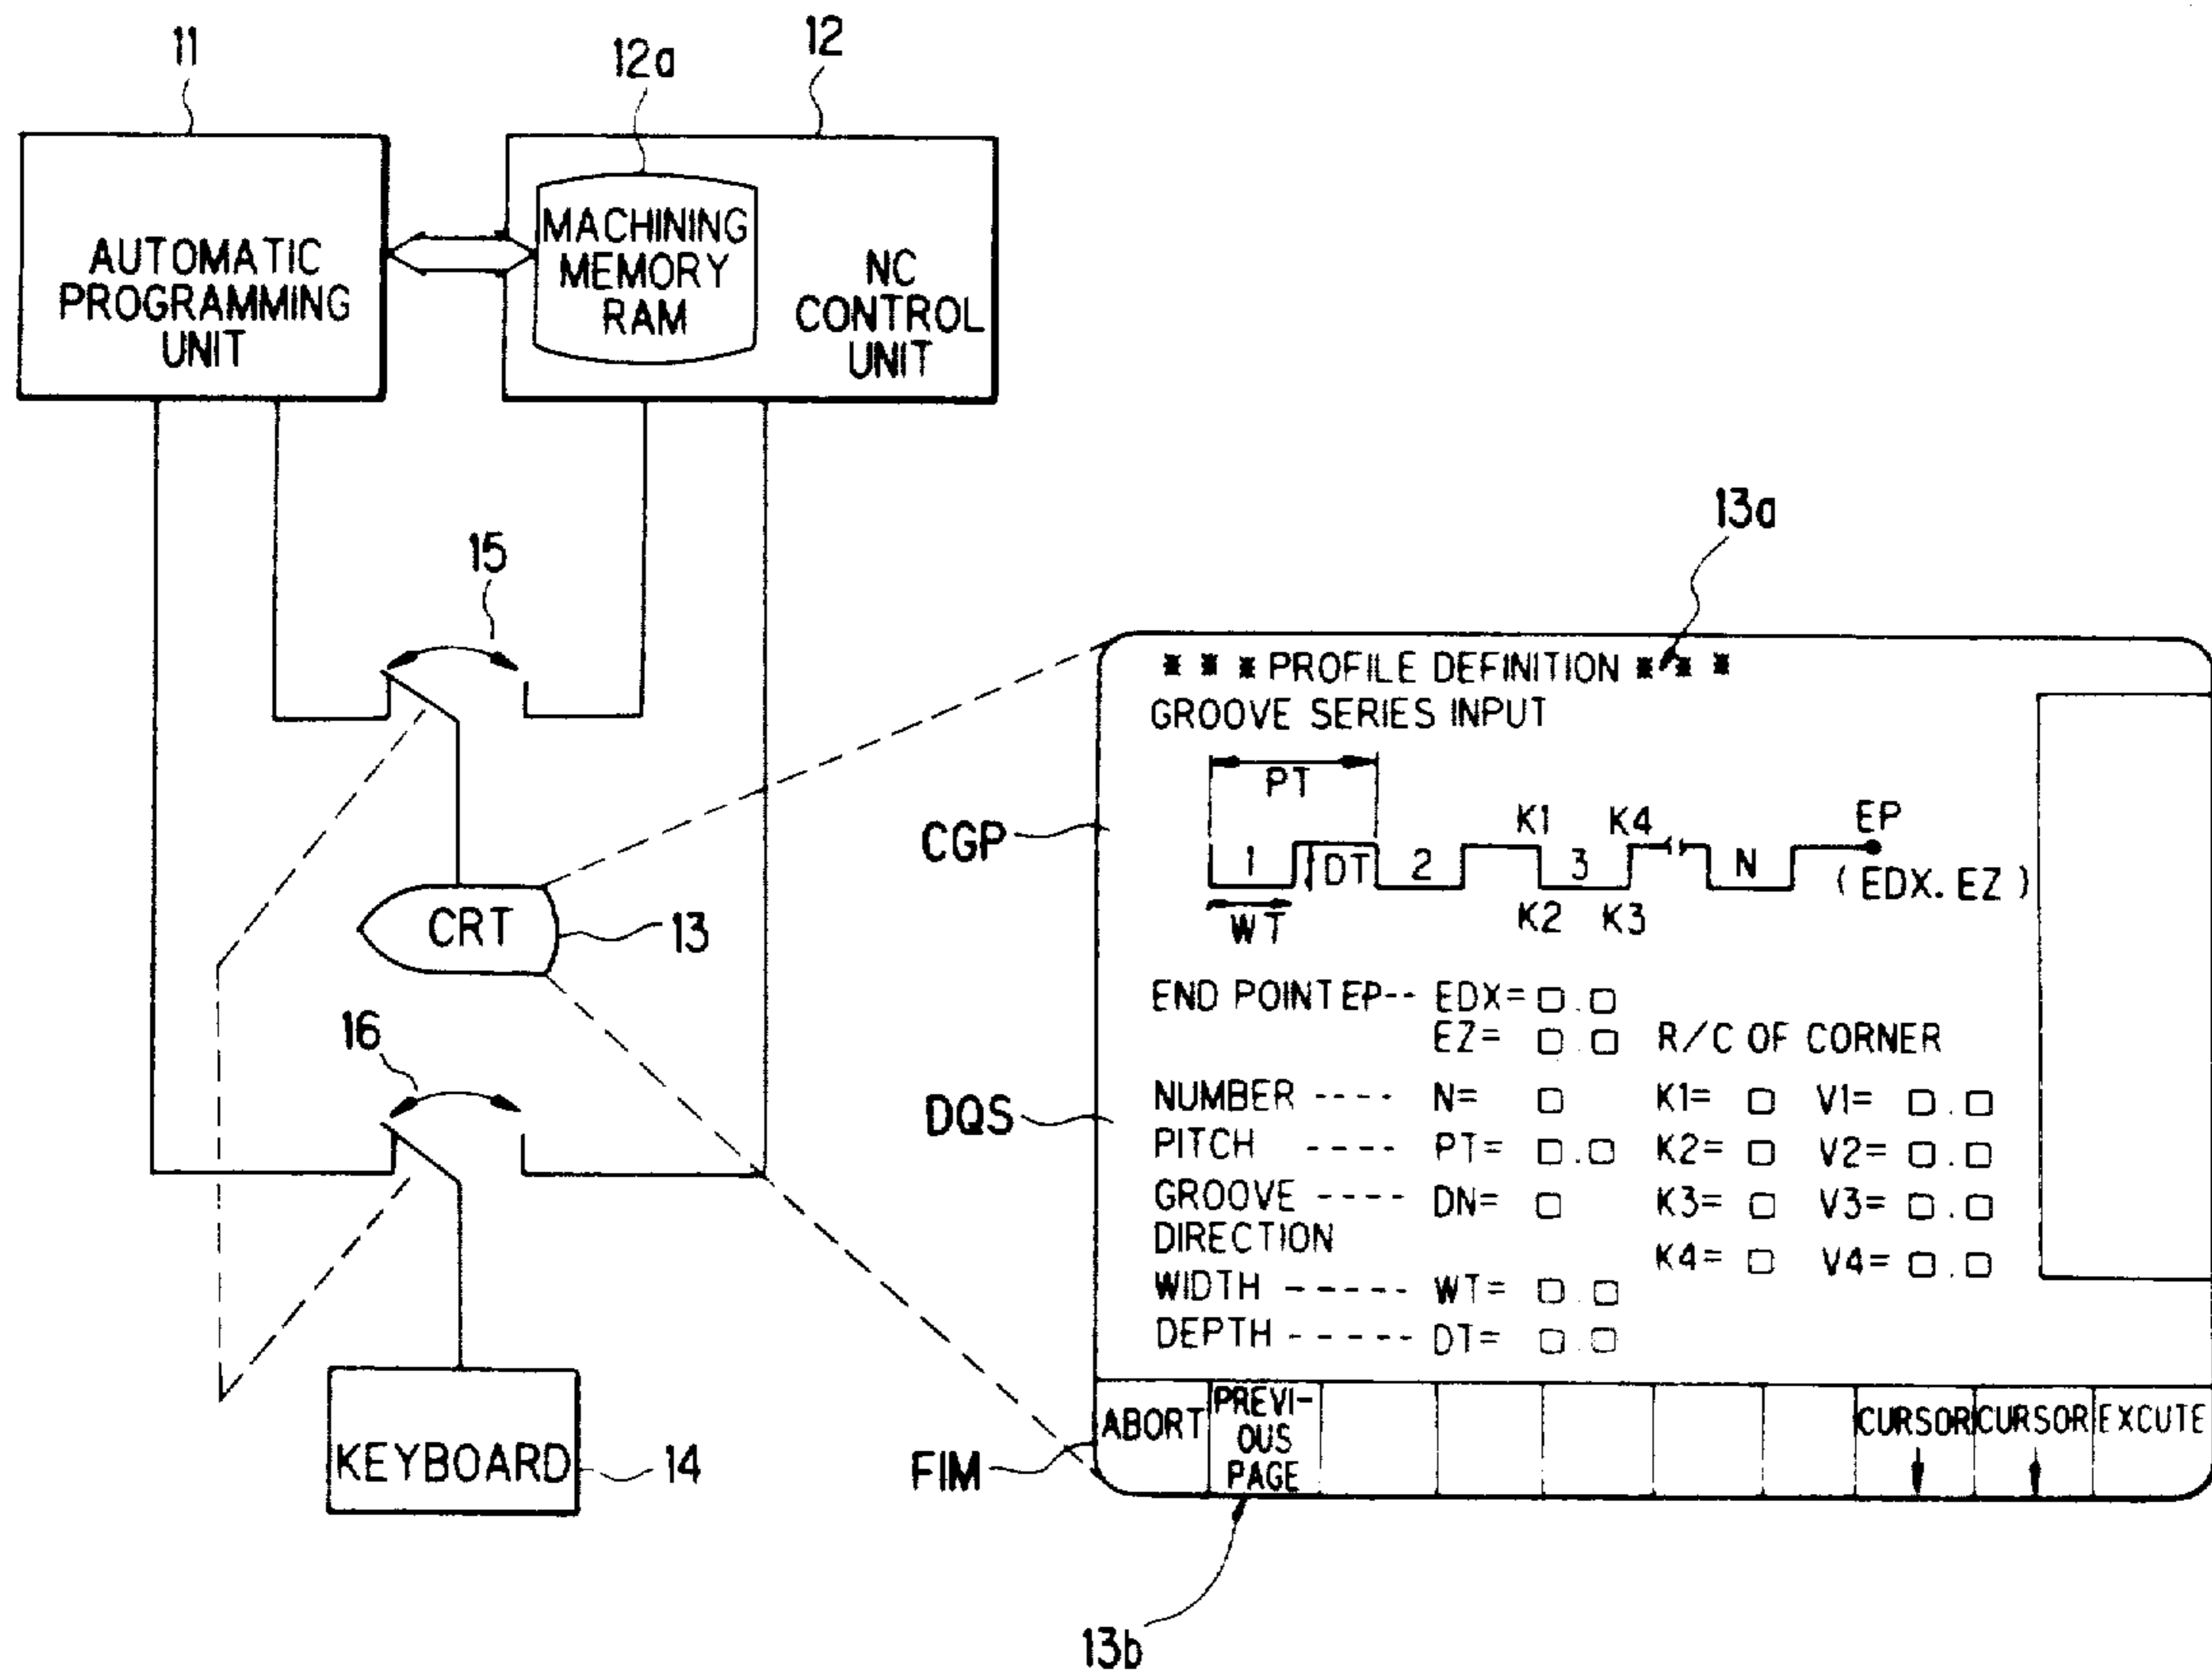 11
12a
12
AUTOMATIC
PROGRAMMING
UNIT
MACHINING
MEMORY
RAM
NC
CONTROL
UNIT
15
13a
* * * PROFILE DEFINITION * * *
GROOVE SERIES INPUT
PT
CGP
K1 K4 EP
1 DT 2 3 N
(EDX.EZ)
WT K2 K3
CRT
13
END POINT EP-- EDX= □.□
EZ= □.□ R/C OF CORNER
16
DQS
NUMBER ---- N= □ K1= □ V1= □.□
PITCH ---- PT= □.□ K2= □ V2= □.□
GROOVE ---- DN= □ K3= □ V3= □.□
DIRECTION
K4= □ V4= □.□
WIDTH ----- WT= □.□
DEPTH ----- DT= □.□
KEYBOARD
14
FIM
ABORT
PREVI-
OUS
PAGE
CURSOR ↓
CURSOR ↑
EXCUTE
13b